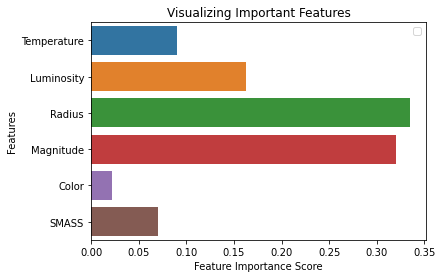 Visualizing Important Features
Temperature
Luminosity
Radius
Magnitude
Color
SMASS
Features
0.00 0.05 0.10 0.15 0.20 0.25 0.30 0.35
Feature Importance Score